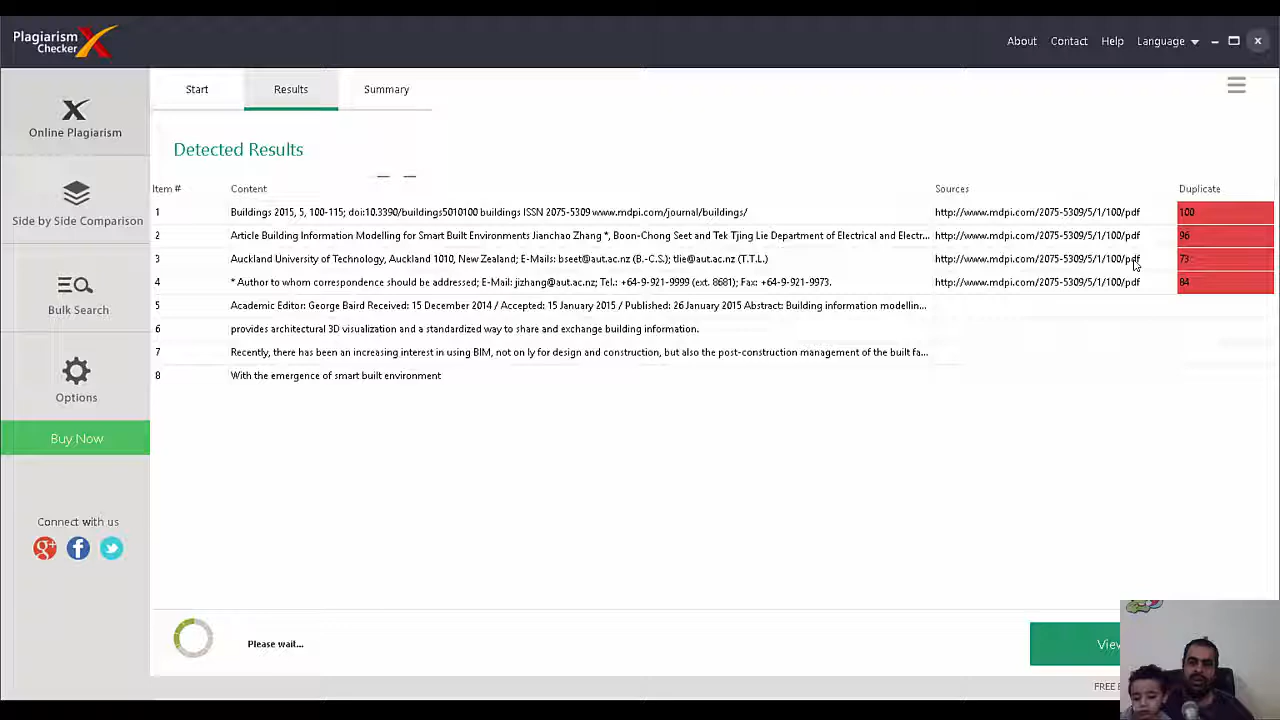 Plagiarism
Checker X
About Contact Help Language
Online Plagiarism
Side by Side Comparison
Bulk Search
Options
Buy Now
Connect with us
Start Results Summary
Detected Results
Item # Content Sources Duplicate
1 Buildings 2015, 5, 100-115; doi:10.3390/buildings5010100 buildings ISSN 2075-5309 www.mdpi.com/journal/buildings/ http://www.mdpi.com/2075-5309/5/1/100/pdf 100
2 Article Building Information Modelling for Smart Built Environments Jianchao Zhang *, Boon-Chong Seet and Tek Tjing Lie Department of Electrical and Electr... http://www.mdpi.com/2075-5309/5/1/100/pdf 96
3 Auckland University of Technology, Auckland 1010, New Zealand; E-Mails: bseet@aut.ac.nz (B.-C.S.); tlie@aut.ac.nz (T.T.L.) http://www.mdpi.com/2075-5309/5/1/100/pdf 73
4 * Author to whom correspondence should be addressed; E-Mail: jizhang@aut.ac.nz; Tel.: +64-9-921-9999 (ext. 8681); Fax: +64-9-921-9973. http://www.mdpi.com/2075-5309/5/1/100/pdf 84
5 Academic Editor: George Baird Received: 15 December 2014 / Accepted: 15 January 2015 / Published: 26 January 2015 Abstract: Building information modellin...
6 provides architectural 3D visualization and a standardized way to share and exchange building information.
7 Recently, there has been an increasing interest in using BIM, not on ly for design and construction, but also the post-construction management of the built fa...
8 With the emergence of smart built environment
Please wait...
View
FREE